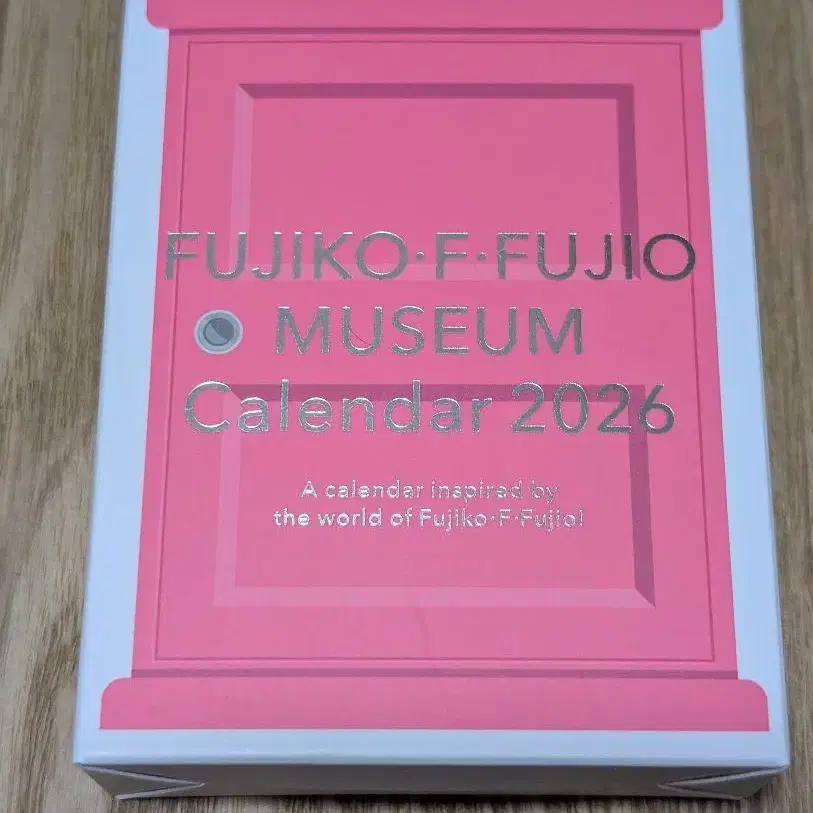 FUJIKO·F·FUJIO
MUSEUM
Calendar 2026
A calendar inspired by
the world of Fujiko·F·Fujio!